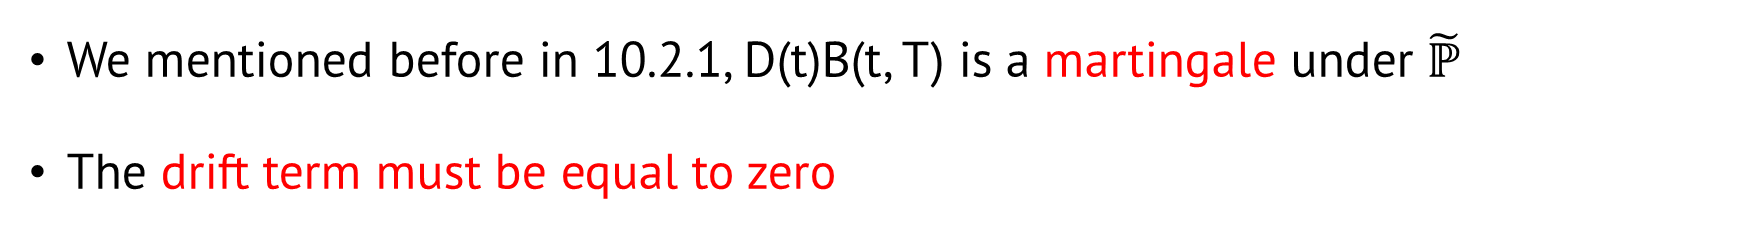 • We mentioned before in 10.2.1, D(t)B(t, T) is a martingale under ℙ̃
• The drift term must be equal to zero